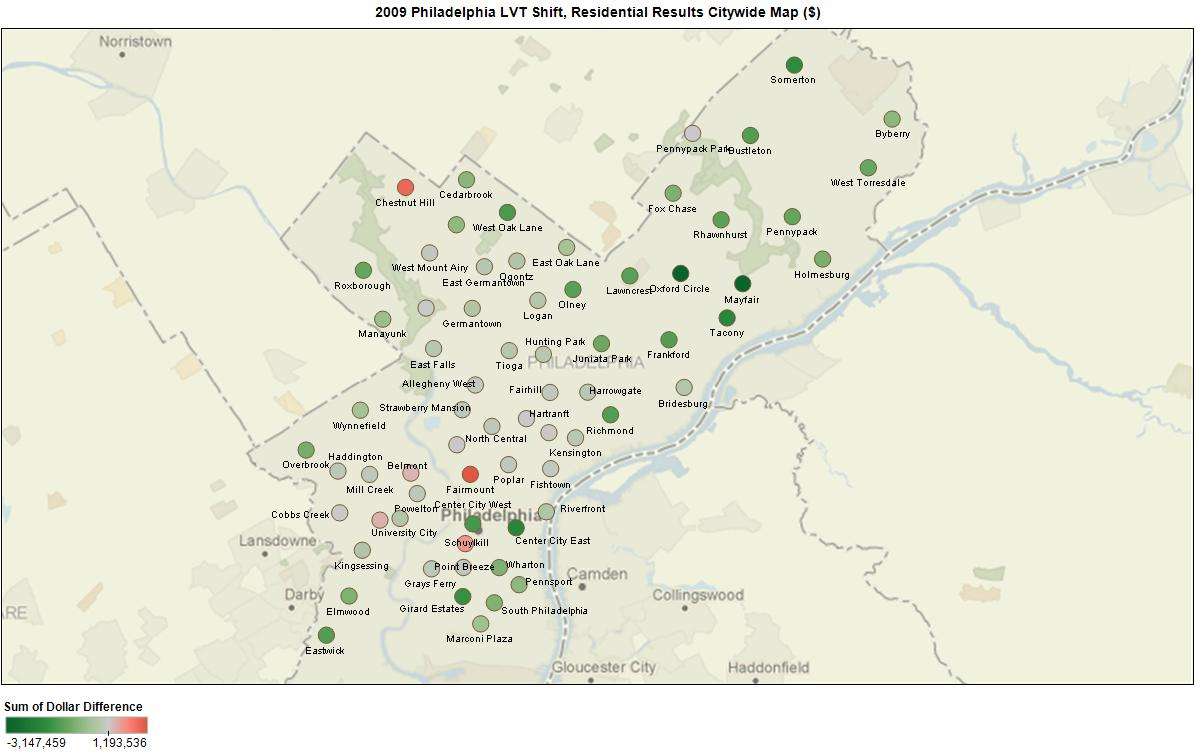 2009 Philadelphia LVT Shift, Residential Results Citywide Map ($)
Norristown
Somerton
Byberry
Pennypack Park
Bustleton
West Torresdale
Chestnut Hill
Cedarbrook
Fox Chase
West Oak Lane
Rhawnhurst
Pennypack
West Mount Airy
East Oak Lane
Ogontz
Holmesburg
East Germantown
Roxborough
Lawncrest
Oxford Circle
Mayfair
Olney
Logan
Germantown
Tacony
Manayunk
Hunting Park
Frankford
Juniata Park
East Falls
Tioga
PHILADELPHIA
Allegheny West
Fairhill
Harrowgate
Bridesburg
Strawberry Mansion
Hartranft
Wynnefield
Richmond
North Central
Kensington
Haddington
Overbrook
Belmont
Mill Creek
Fairmount
Poplar
Fishtown
Center City West
Powelton
Riverfront
Cobbs Creek
Philadelphia
University City
Lansdowne
Schuylkill
Center City East
Kingsessing
Point Breeze
Wharton
Camden
Grays Ferry
Pennsport
Darby
Collingswood
Elmwood
Girard Estates
South Philadelphia
ARE
Marconi Plaza
Eastwick
Gloucester City
Haddonfield
Sum of Dollar Difference
-3,147,459
1,193,536